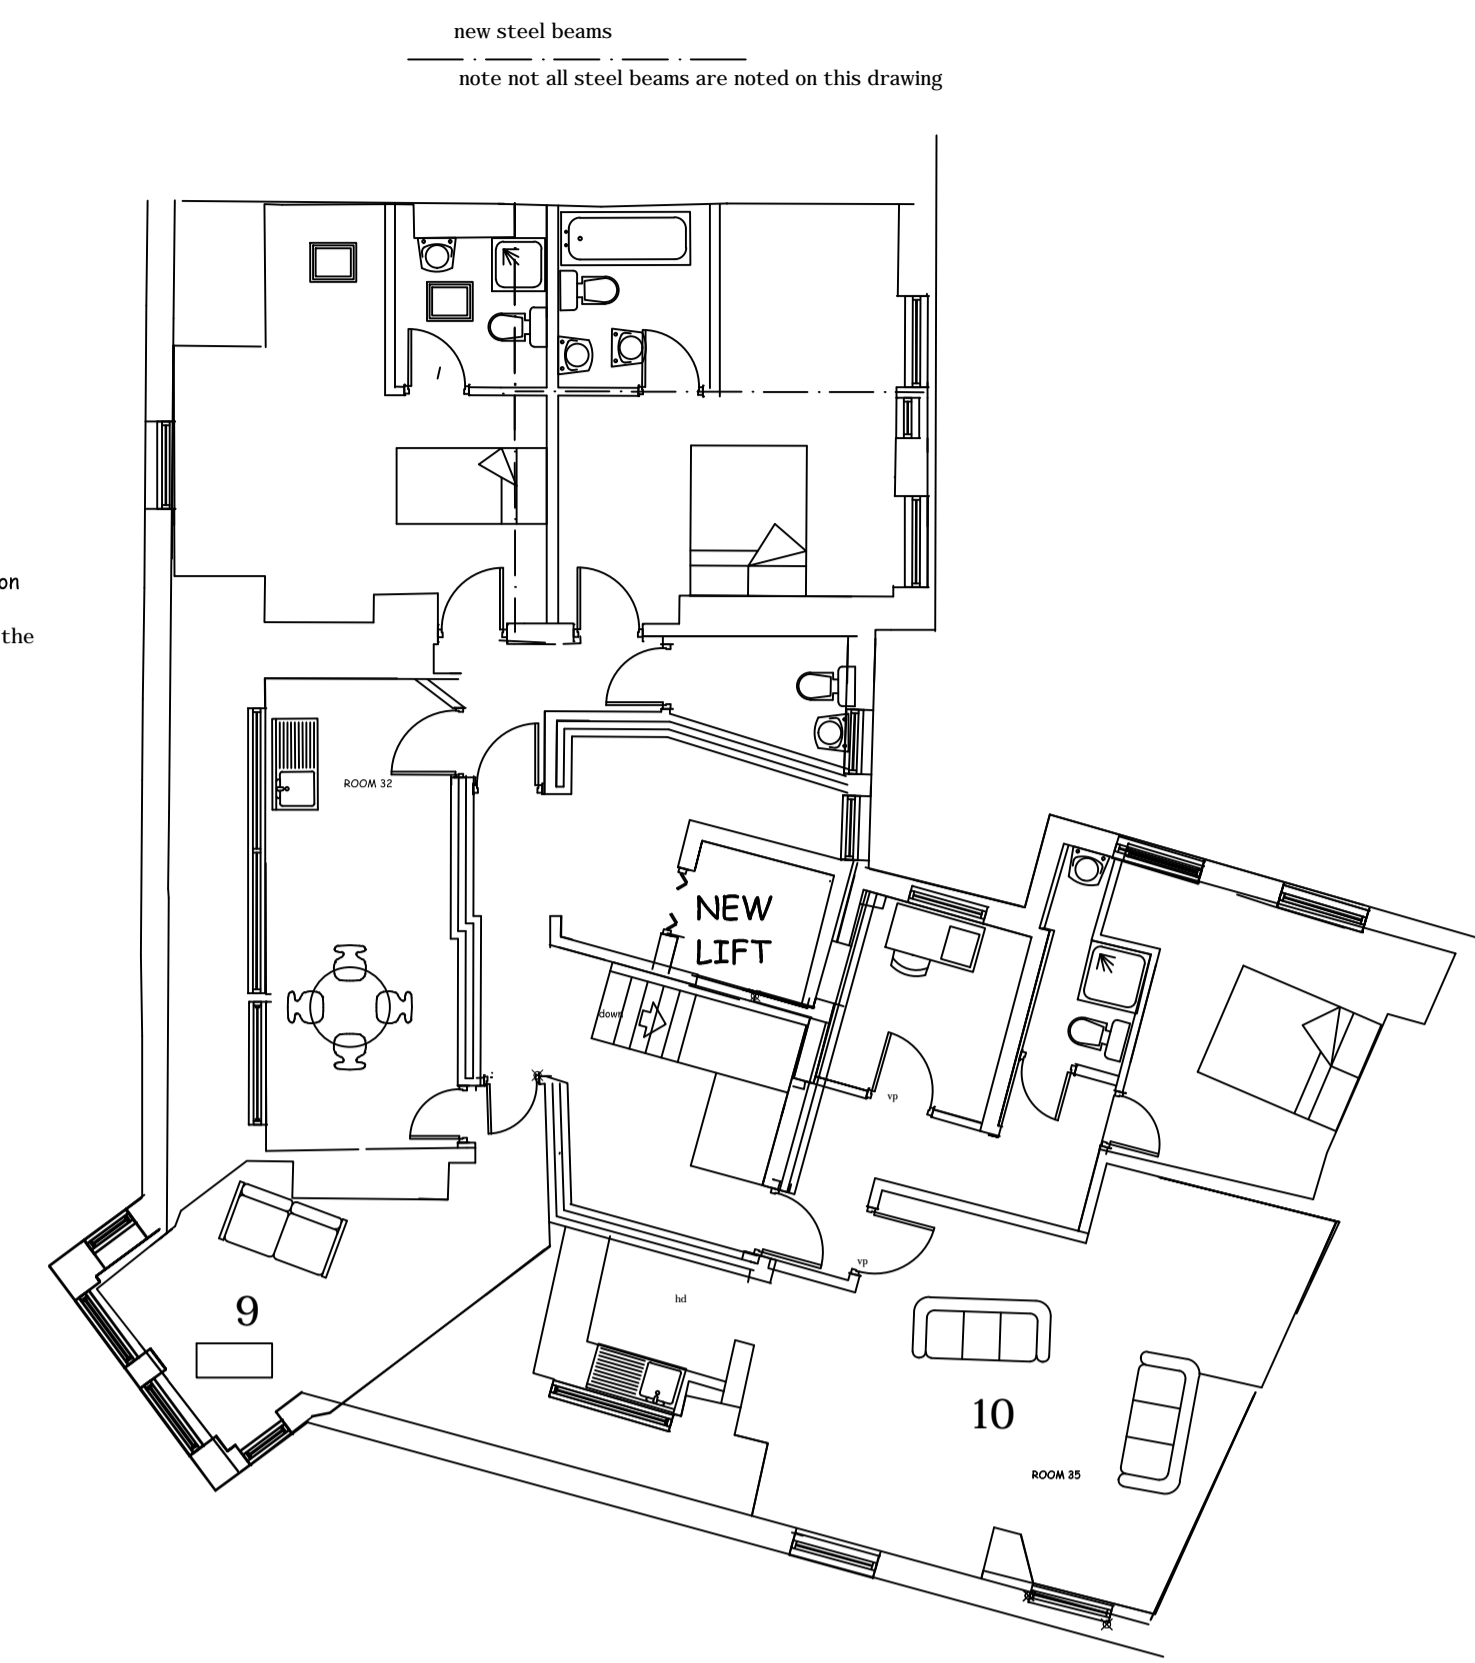 new steel beams
note not all steel beams are noted on this drawing
on
the
ROOM 32
NEW
LIFT
down
vp
vp
hd
9
10
ROOM 35